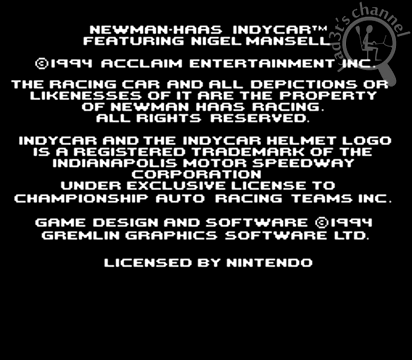 NEWMAN·HAAS INDYCAR™
FEATURING NIGEL MANSELL
©1994 ACCLAIM ENTERTAINMENT INC.
THE RACING CAR AND ALL DEPICTIONS OR
LIKENESSES OF IT ARE THE PROPERTY
OF NEWMAN HAAS RACING.
ALL RIGHTS RESERVED.
INDYCAR AND THE INDYCAR HELMET LOGO
IS A REGISTERED TRADEMARK OF THE
INDIANAPOLIS MOTOR SPEEDWAY
CORPORATION
UNDER EXCLUSIVE LICENSE TO
CHAMPIONSHIP AUTO RACING TEAMS INC.
GAME DESIGN AND SOFTWARE ©1994
GREMLIN GRAPHICS SOFTWARE LTD.
LICENSED BY NINTENDO